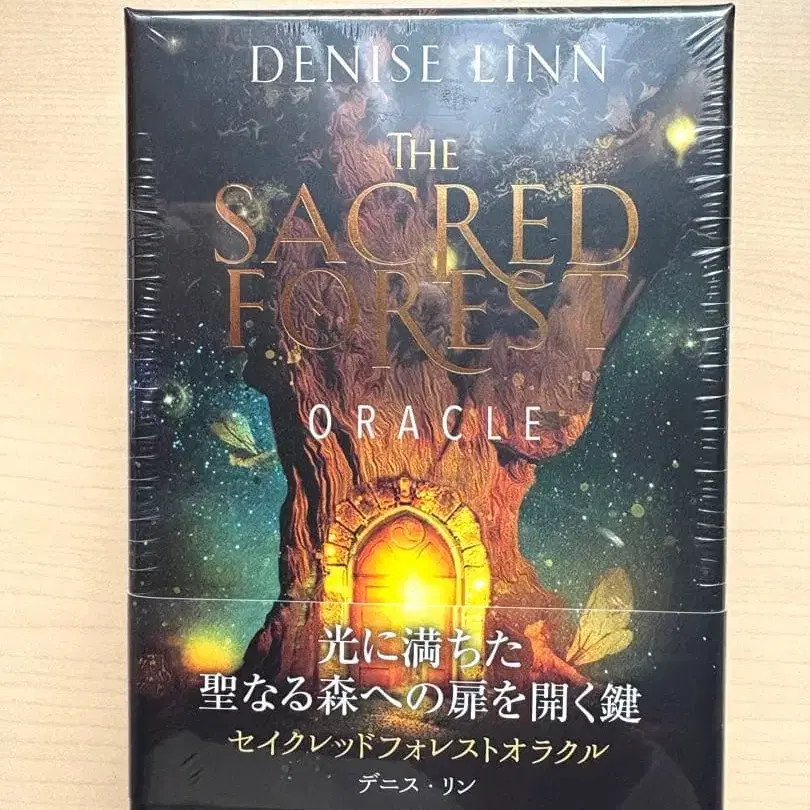 DENISE LINN
THE
SACRED
FOREST
ORACLE
光に満ちた
聖なる森への扉を開く鍵
セイクレッドフォレストオラクル
デニス・リン